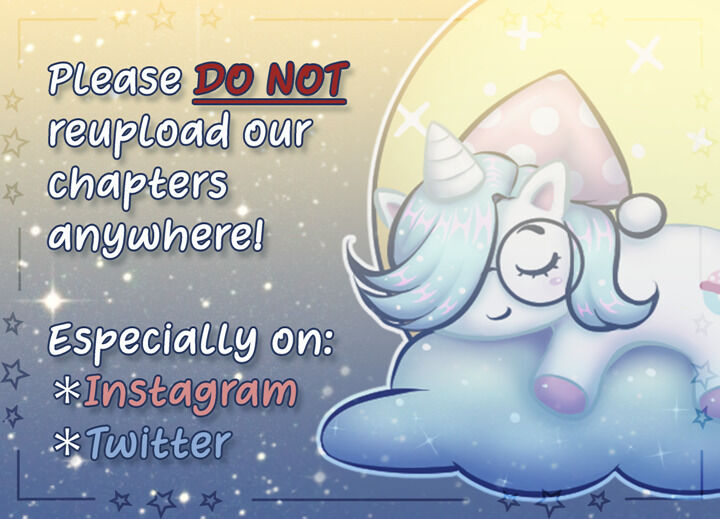 Please DO NOT
reupload our
chapters
anywhere!
Especially on:
*Instagram
*Twitter